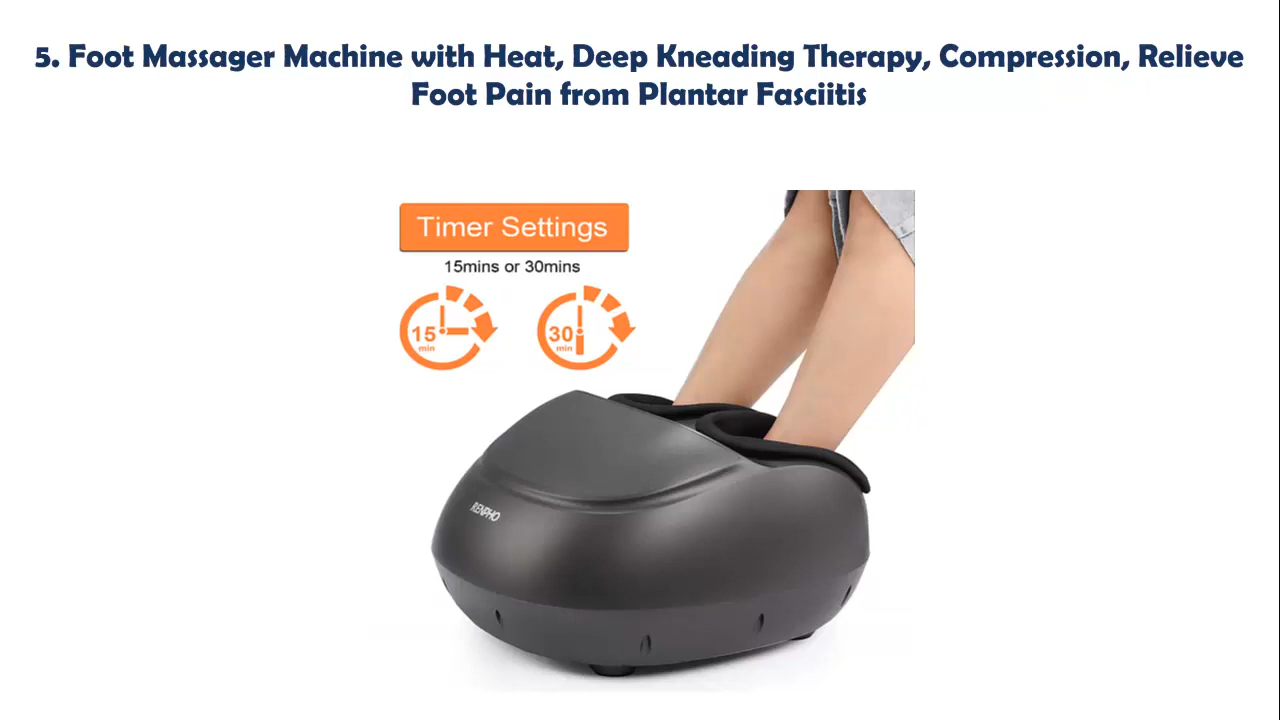 5. Foot Massager Machine with Heat, Deep Kneading Therapy, Compression, Relieve
Foot Pain from Plantar Fasciitis
Timer Settings
15mins or 30mins
15
min
30
min
RENPHO